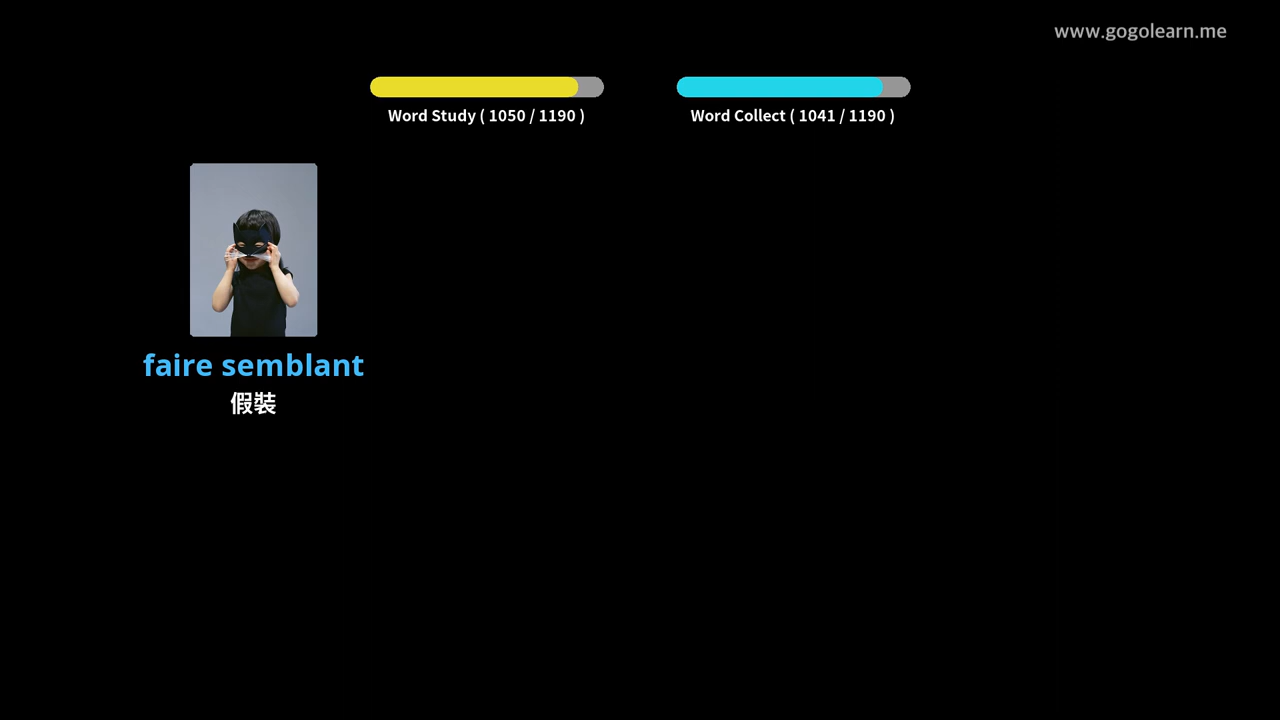 www.gogolearn.me
Word Study ( 1050 / 1190 )
Word Collect ( 1041 / 1190 )
faire semblant
假裝